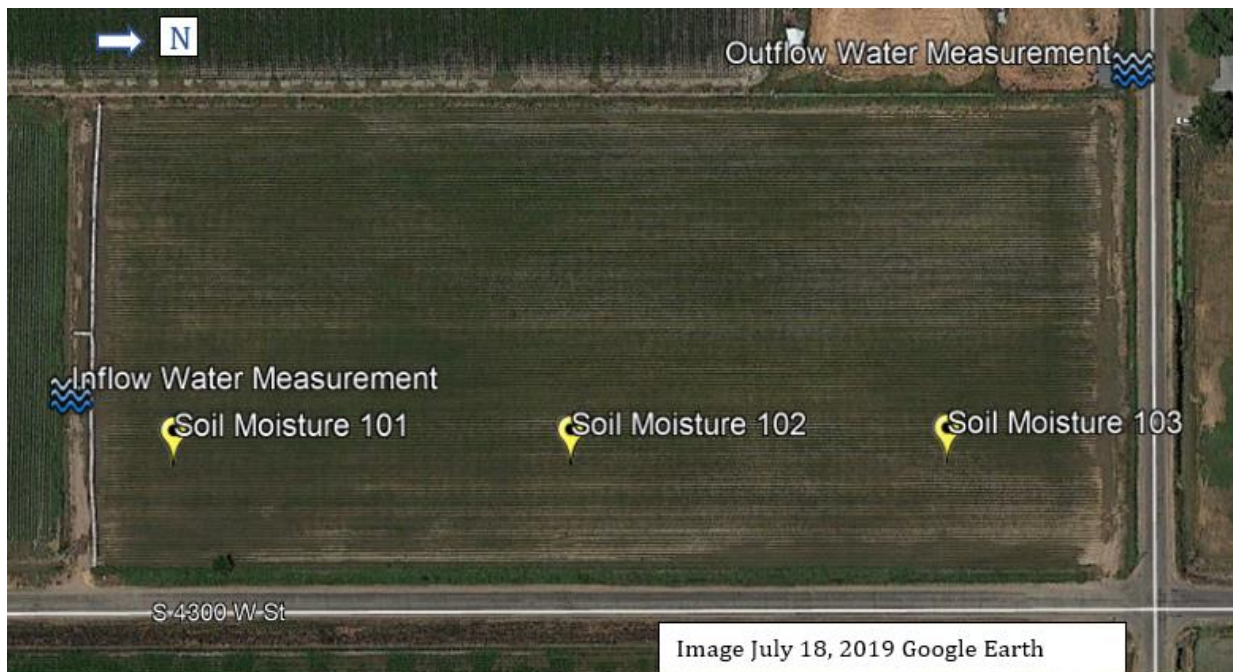 N
Outflow Water Measurement
Inflow Water Measurement
Soil Moisture 101
Soil Moisture 102
Soil Moisture 103
S 4300 W St
Image July 18, 2019 Google Earth